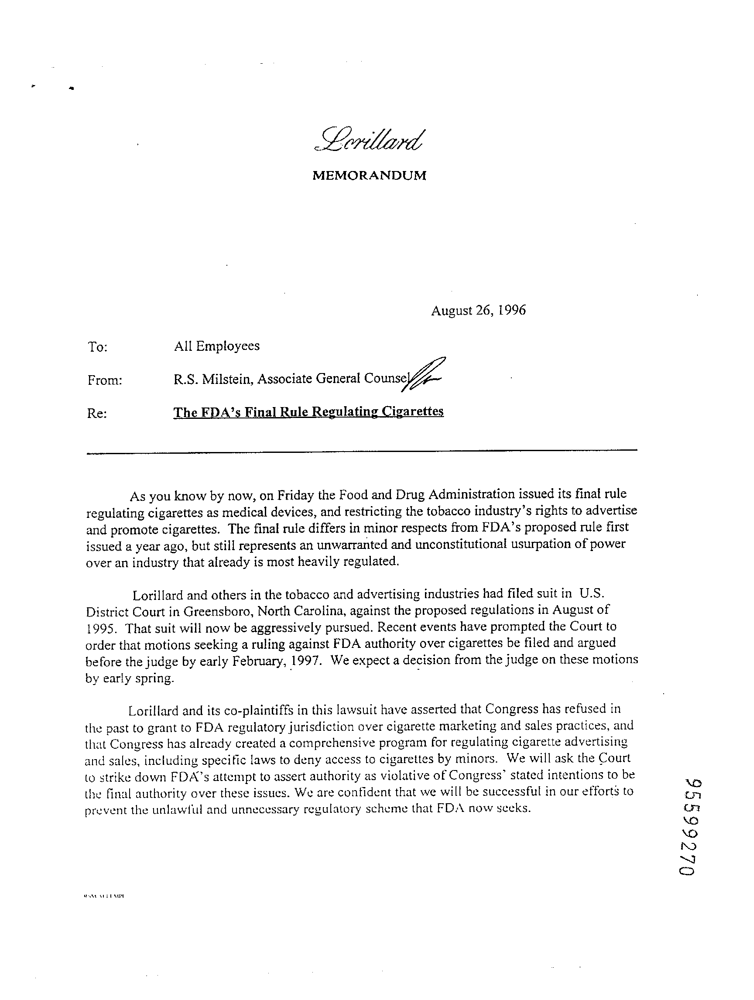 Lorillard
MEMORANDUM
August 26, 1996
To: All Employees
From: R.S. Milstein, Associate General Counsel
Re: The FDA's Final Rule Regulating Cigarettes
As you know by now, on Friday the Food and Drug Administration issued its final rule
regulating cigarettes as medical devices, and restricting the tobacco industry's rights to advertise
and promote cigarettes. The final rule differs in minor respects from FDA's proposed rule first
issued a year ago, but still represents an unwarranted and unconstitutional usurpation of power
over an industry that already is most heavily regulated.
Lorillard and others in the tobacco and advertising industries had filed suit in U.S.
District Court in Greensboro, North Carolina, against the proposed regulations in August of
1995. That suit will now be aggressively pursued. Recent events have prompted the Court to
order that motions seeking a ruling against FDA authority over cigarettes be filed and argued
before the judge by early February, 1997. We expect a decision from the judge on these motions
by early spring.
Lorillard and its co-plaintiffs in this lawsuit have asserted that Congress has refused in
the past to grant to FDA regulatory jurisdiction over cigarette marketing and sales practices, and
that Congress has already created a comprehensive program for regulating cigarette advertising
and sales, including specific laws to deny access to cigarettes by minors. We will ask the Court
to strike down FDA's attempt to assert authority as violative of Congress' stated intentions to be
the final authority over these issues. We are confident that we will be successful in our efforts to
prevent the unlawful and unnecessary regulatory scheme that FDA now seeks.
95599270